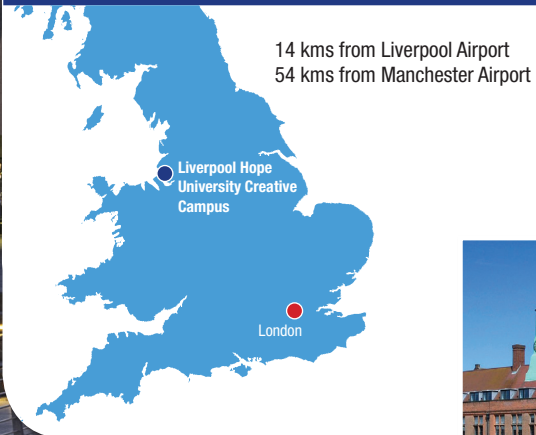 14 kms from Liverpool Airport
54 kms from Manchester Airport
Liverpool Hope
University Creative
Campus
London